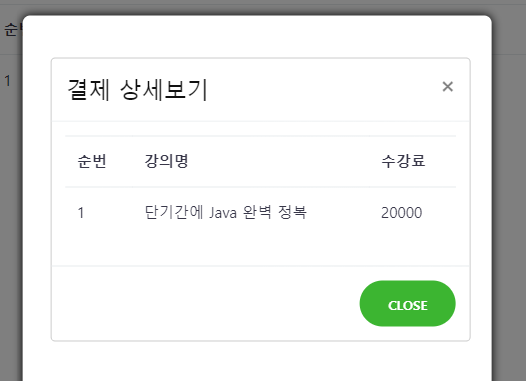 결제 상세보기
×
순번 강의명 수강료
1
1 단기간에 Java 완벽 정복 20000
CLOSE